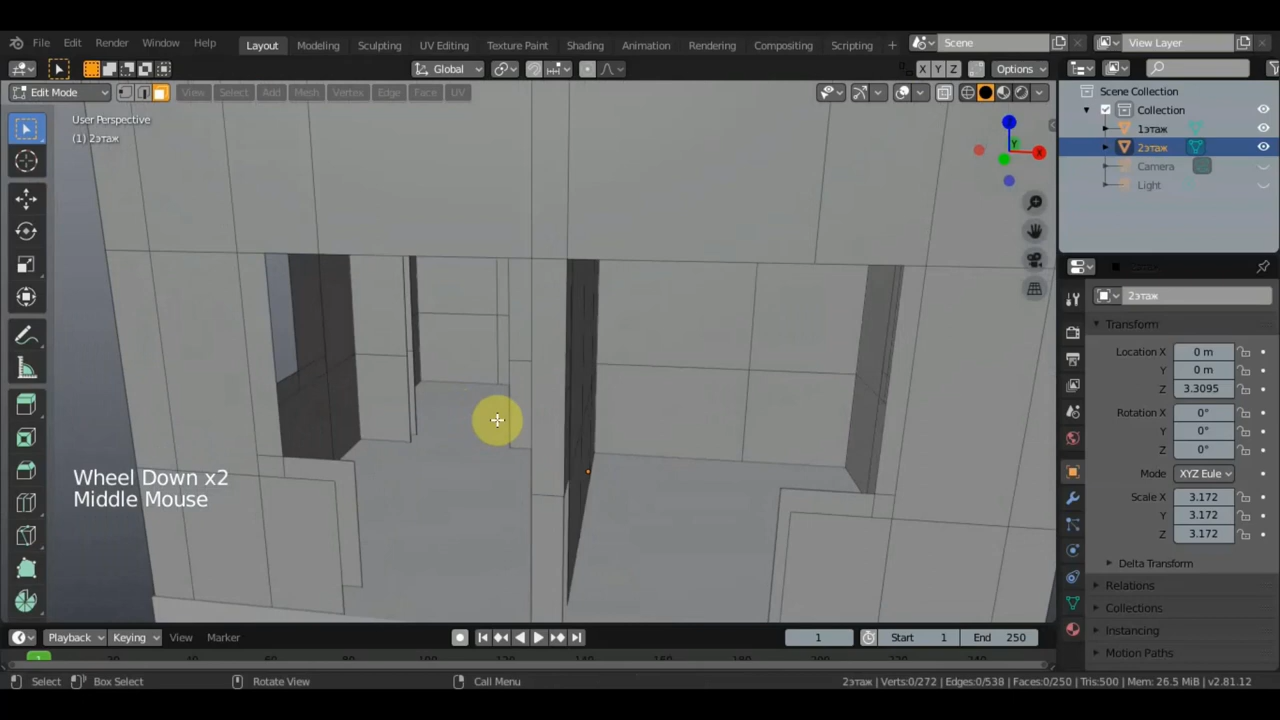 File Edit Render Window Help Layout Modeling Sculpting UV Editing Texture Paint Shading Animation Rendering Compositing Scripting + Scene View Layer
Global X Y Z Options
Edit Mode View Select Add Mesh Vertex Edge Face UV
User Perspective
(1) 2этаж
Z
Y
X
Scene Collection
Collection
1этаж
2этаж
Camera
Light
2этаж
Transform
Location X 0 m
Y 0 m
Z 3.3095
Rotation X 0°
Y 0°
Z 0°
Mode XYZ Eule
Scale X 3.172
Y 3.172
Z 3.172
Delta Transform
Relations
Collections
Instancing
Motion Paths
Wheel Down x2
Middle Mouse
Playback Keying View Marker 1 Start 1 End 250
1
Select Box Select Rotate View Call Menu 2этаж | Verts:0/272 | Edges:0/538 | Faces:0/250 | Tris:500 | Mem: 26.5 MiB | v2.81.12